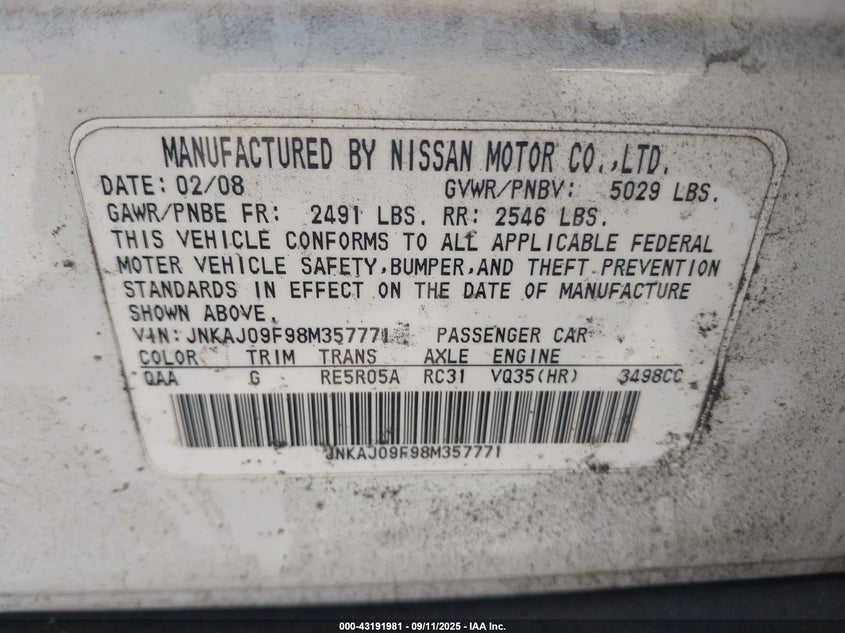 MANUFACTURED BY NISSAN MOTOR CO.,LTD.
DATE: 02/08 GVWR/PNBV: 5029 LBS.
GAWR/PNBE FR: 2491 LBS. RR: 2546 LBS.
THIS VEHICLE CONFORMS TO ALL APPLICABLE FEDERAL
MOTER VEHICLE SAFETY,BUMPER,AND THEFT PREVENTION
STANDARDS IN EFFECT ON THE DATE OF MANUFACTURE
SHOWN ABOVE.
VIN: JNKAJ09F98M357771 PASSENGER CAR
COLOR TRIM TRANS AXLE ENGINE
QAA G RE5R05A RC31 VQ35(HR) 3498CC
JNKAJ09F98M357771
000-43191981 - 09/11/2025 - IAA Inc.